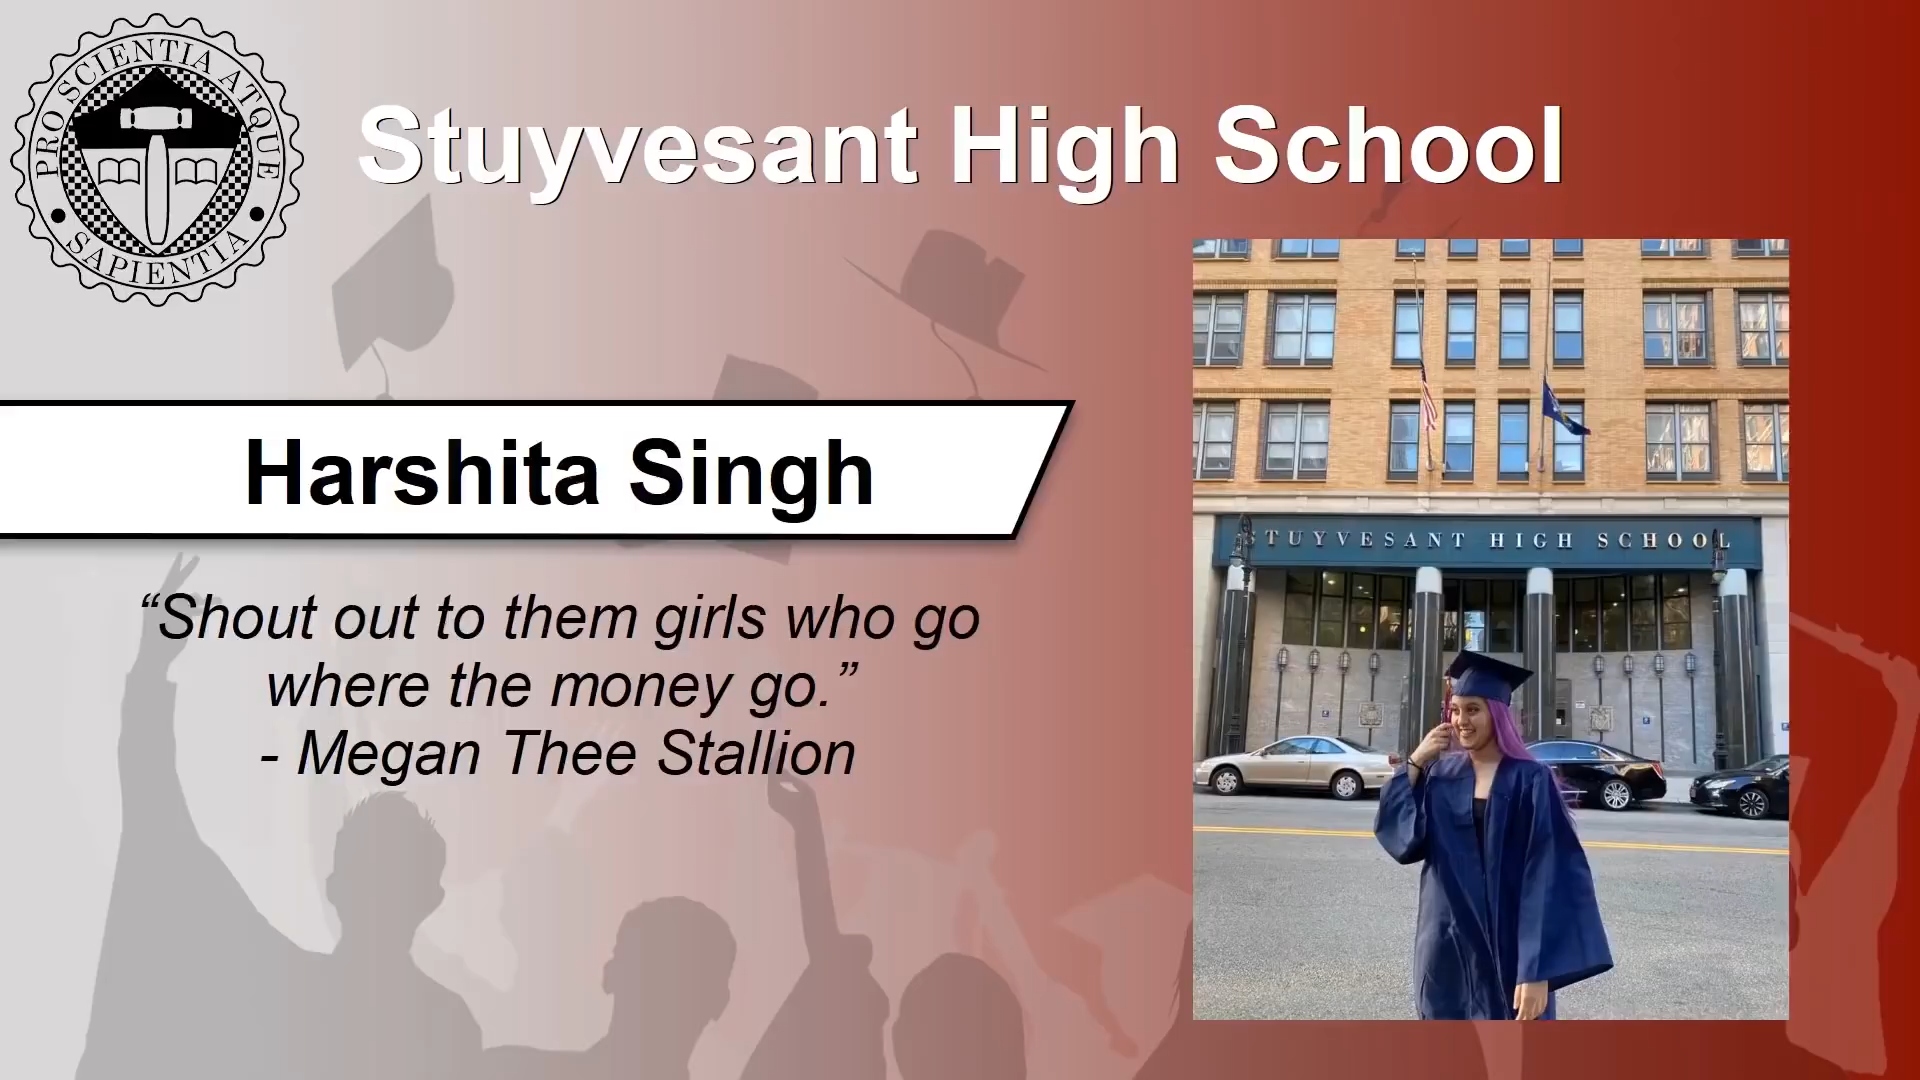 PRO SCIENTIA ATQUE
SAPIENTIA
Stuyvesant High School
Harshita Singh
“Shout out to them girls who go
where the money go.”
- Megan Thee Stallion
STUYVESANT HIGH SCHOOL